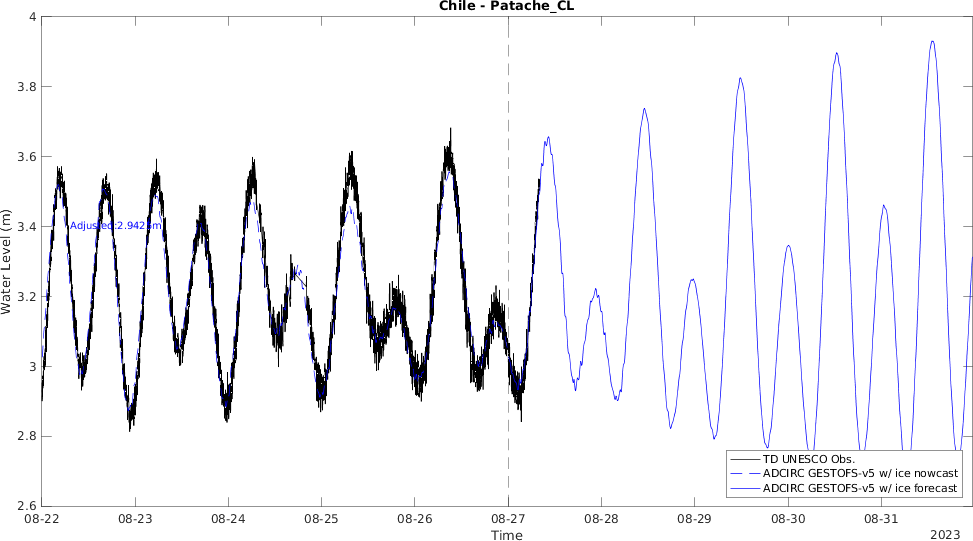 Chile - Patache_CL
Water Level (m)
4
3.8
3.6
3.4
3.2
3
2.8
2.6
Adjusted:2.9425m
TD UNESCO Obs.
ADCIRC GESTOFS-v5 w/ ice nowcast
ADCIRC GESTOFS-v5 w/ ice forecast
08-22 08-23 08-24 08-25 08-26 08-27 08-28 08-29 08-30 08-31
Time
2023